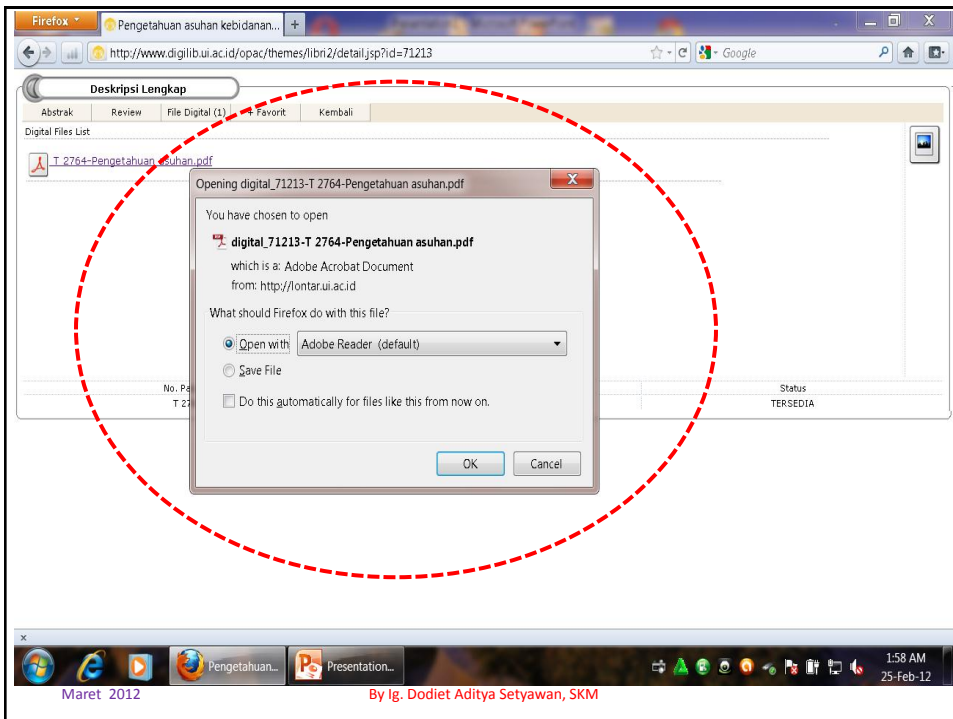 Firefox
Pengetahuan asuhan kebidanan... +
http://www.digilib.ui.ac.id/opac/themes/libri2/detail.jsp?id=71213
Google
Deskripsi Lengkap
Abstrak Review File Digital (1) + Favorit Kembali
Digital Files List
T 2764-Pengetahuan asuhan.pdf
Opening digital_71213-T 2764-Pengetahuan asuhan.pdf
You have chosen to open
digital_71213-T 2764-Pengetahuan asuhan.pdf
which is a: Adobe Acrobat Document
from: http://lontar.ui.ac.id
What should Firefox do with this file?
Open with Adobe Reader (default)
Save File
Do this automatically for files like this from now on.
OK Cancel
No. Status
T TERSEDIA
x
Pengetahuan... Presentation...
1:58 AM
25-Feb-12
Maret 2012 By Ig. Dodiet Aditya Setyawan, SKM